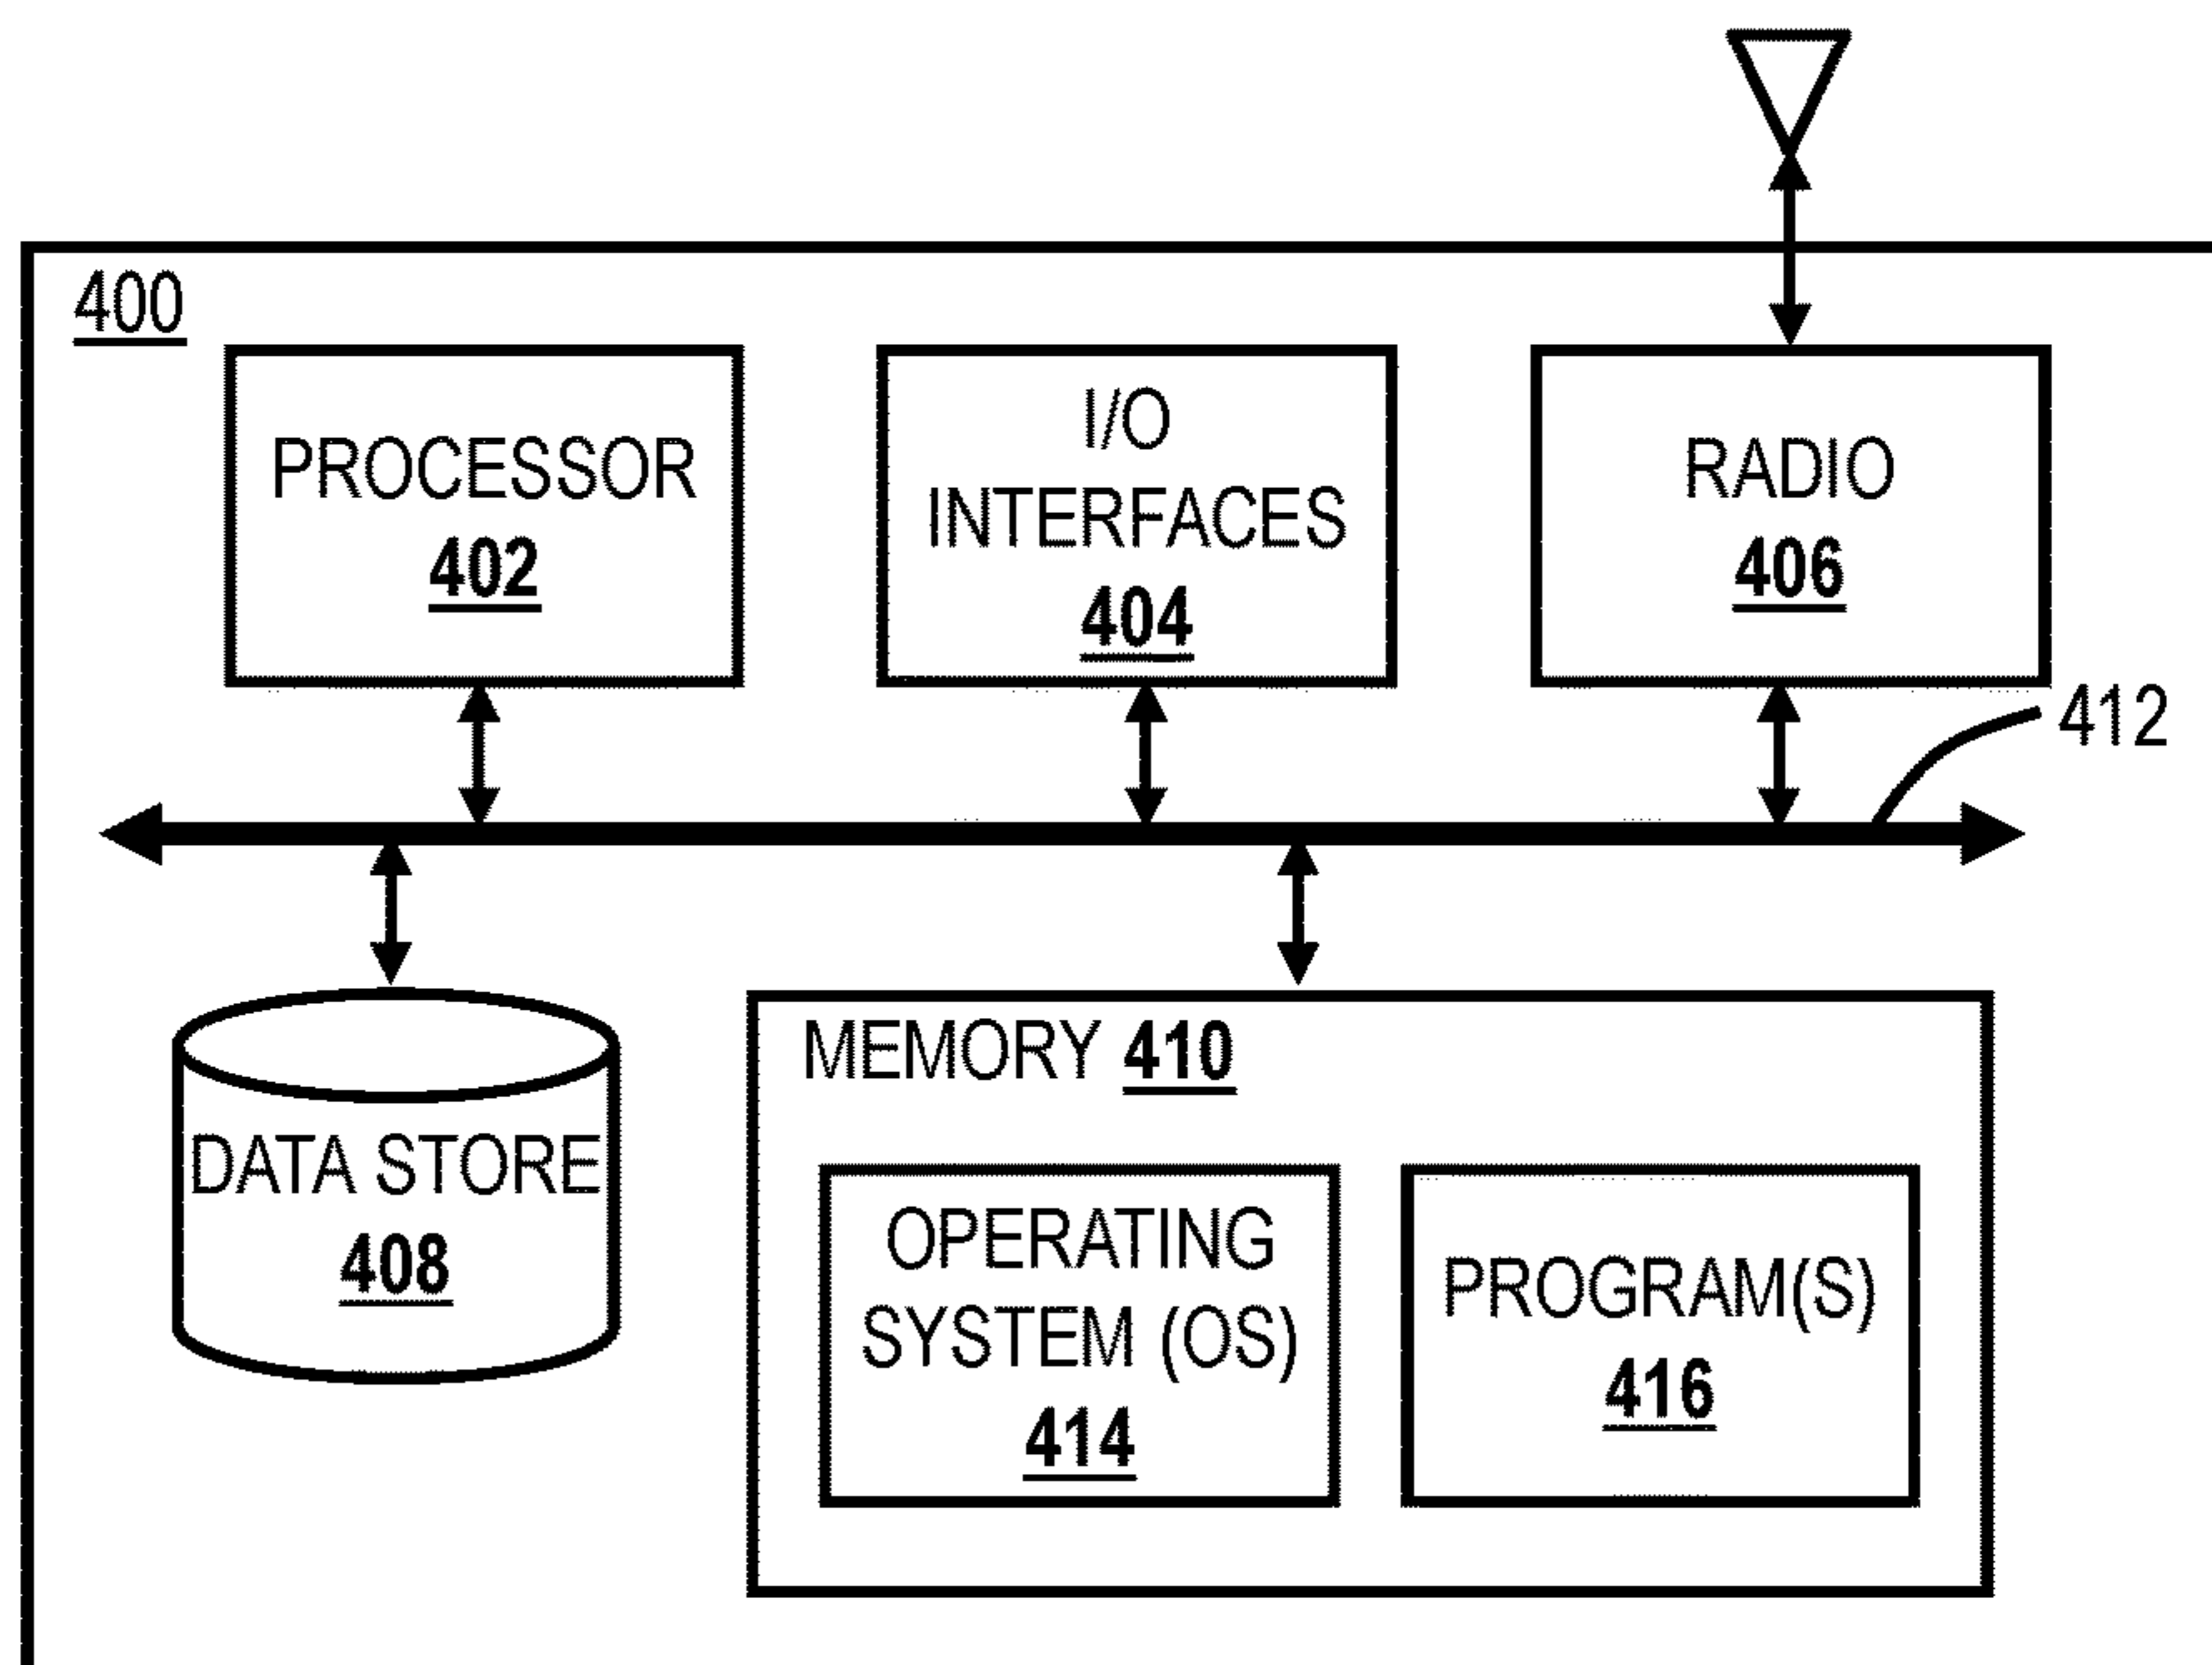 400
PROCESSOR
402
I/O
INTERFACES
404
RADIO
406
412
DATA STORE
408
MEMORY 410
OPERATING
SYSTEM (OS)
414
PROGRAM(S)
416